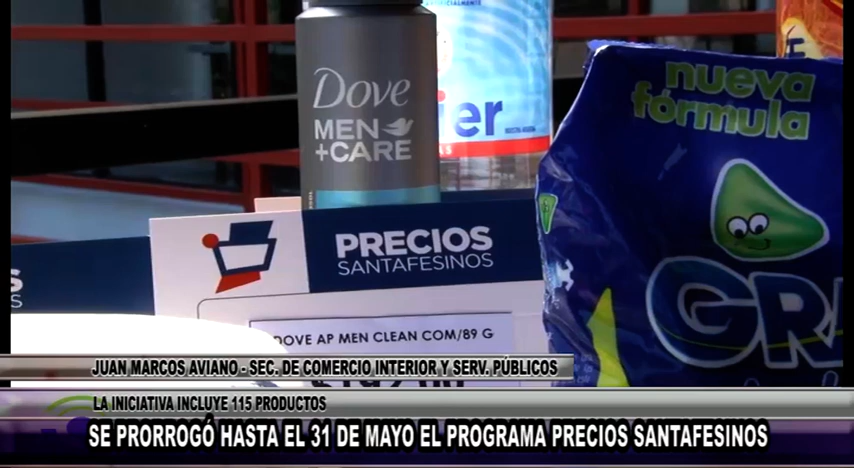 Dove
MEN
+CARE
ier
nueva
fórmula
GRA
PRECIOS
SANTAFESINOS
S
S
DOVE AP MEN CLEAN COM/89 G
JUAN MARCOS AVIANO - SEC. DE COMERCIO INTERIOR Y SERV. PÚBLICOS
LA INICIATIVA INCLUYE 115 PRODUCTOS
SE PRORROGÓ HASTA EL 31 DE MAYO EL PROGRAMA PRECIOS SANTAFESINOS